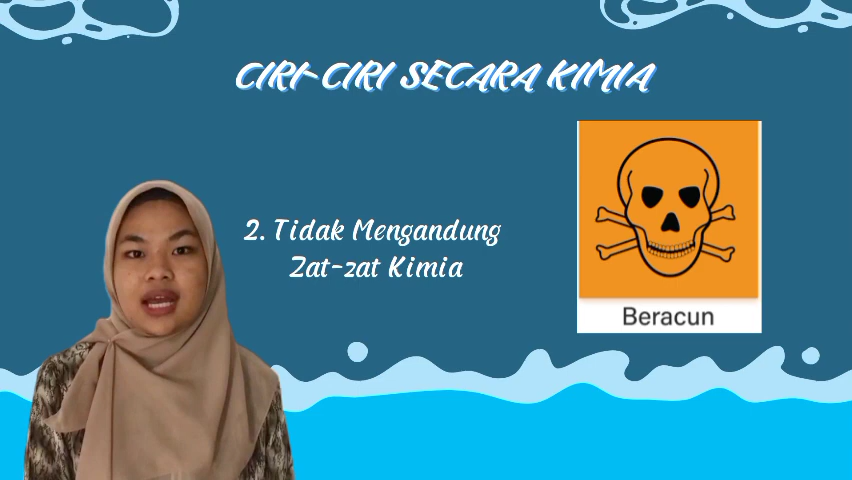 CIRI-CIRI SECARA KIMIA
2. Tidak Mengandung
Zat-zat Kimia
Beracun